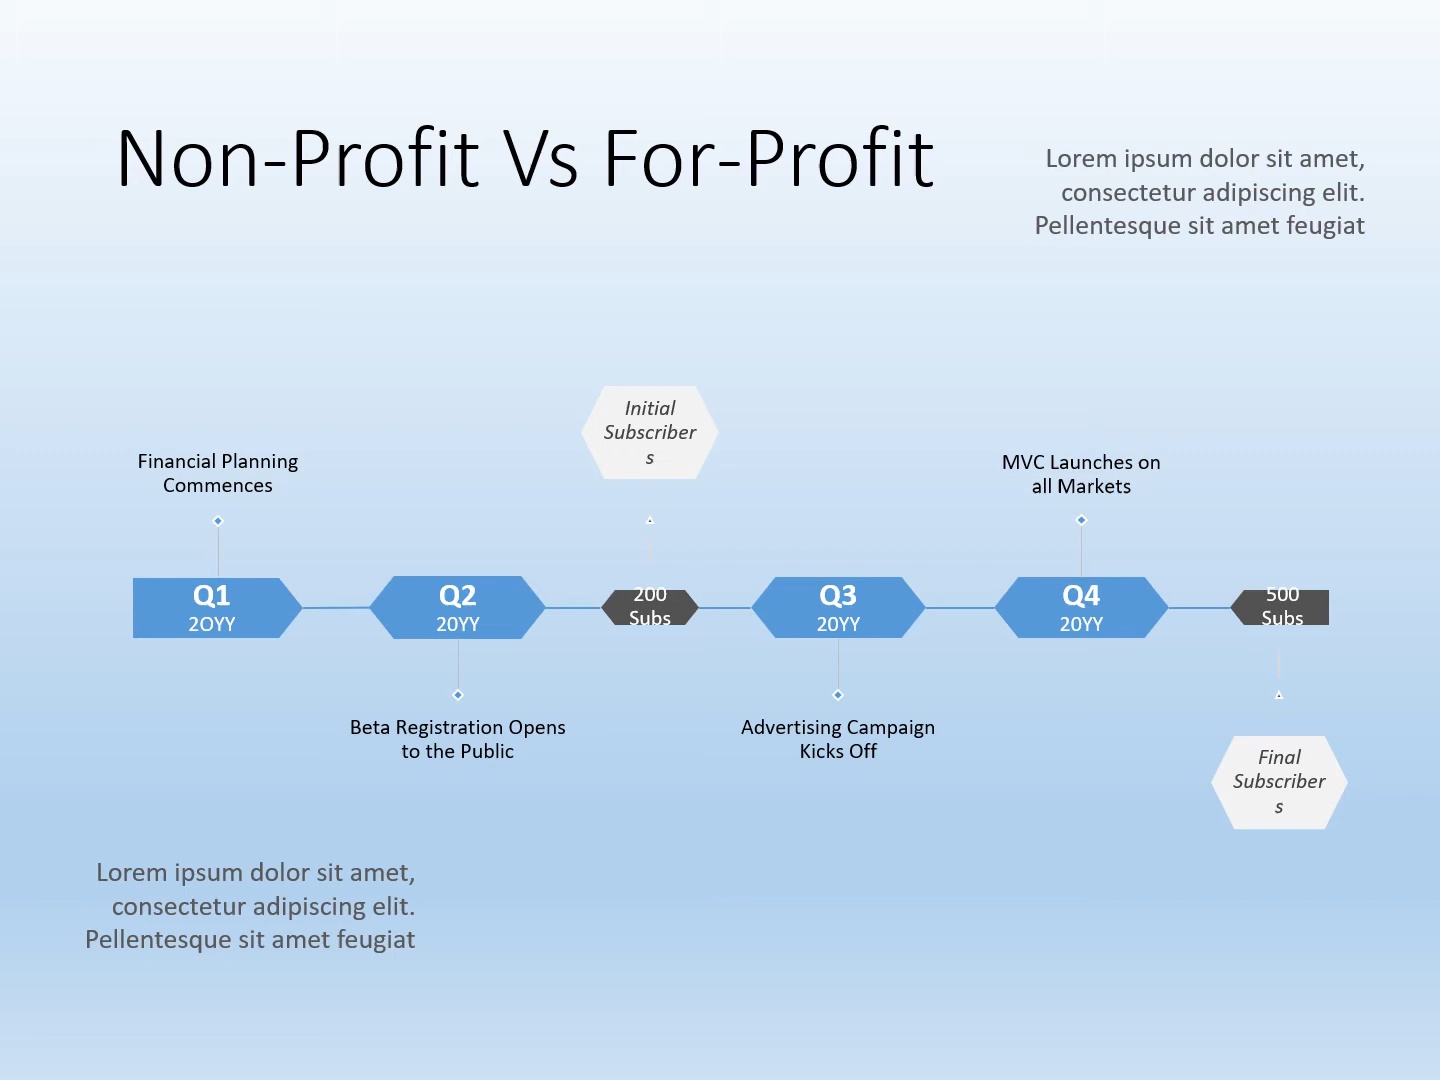 Non-Profit Vs For-Profit
Lorem ipsum dolor sit amet,
consectetur adipiscing elit.
Pellentesque sit amet feugiat
Initial
Subscriber
s
Financial Planning
Commences
MVC Launches on
all Markets
Q1
2OYY
Q2
20YY
200
Subs
Q3
20YY
Q4
20YY
500
Subs
Beta Registration Opens
to the Public
Advertising Campaign
Kicks Off
Final
Subscriber
s
Lorem ipsum dolor sit amet,
consectetur adipiscing elit.
Pellentesque sit amet feugiat